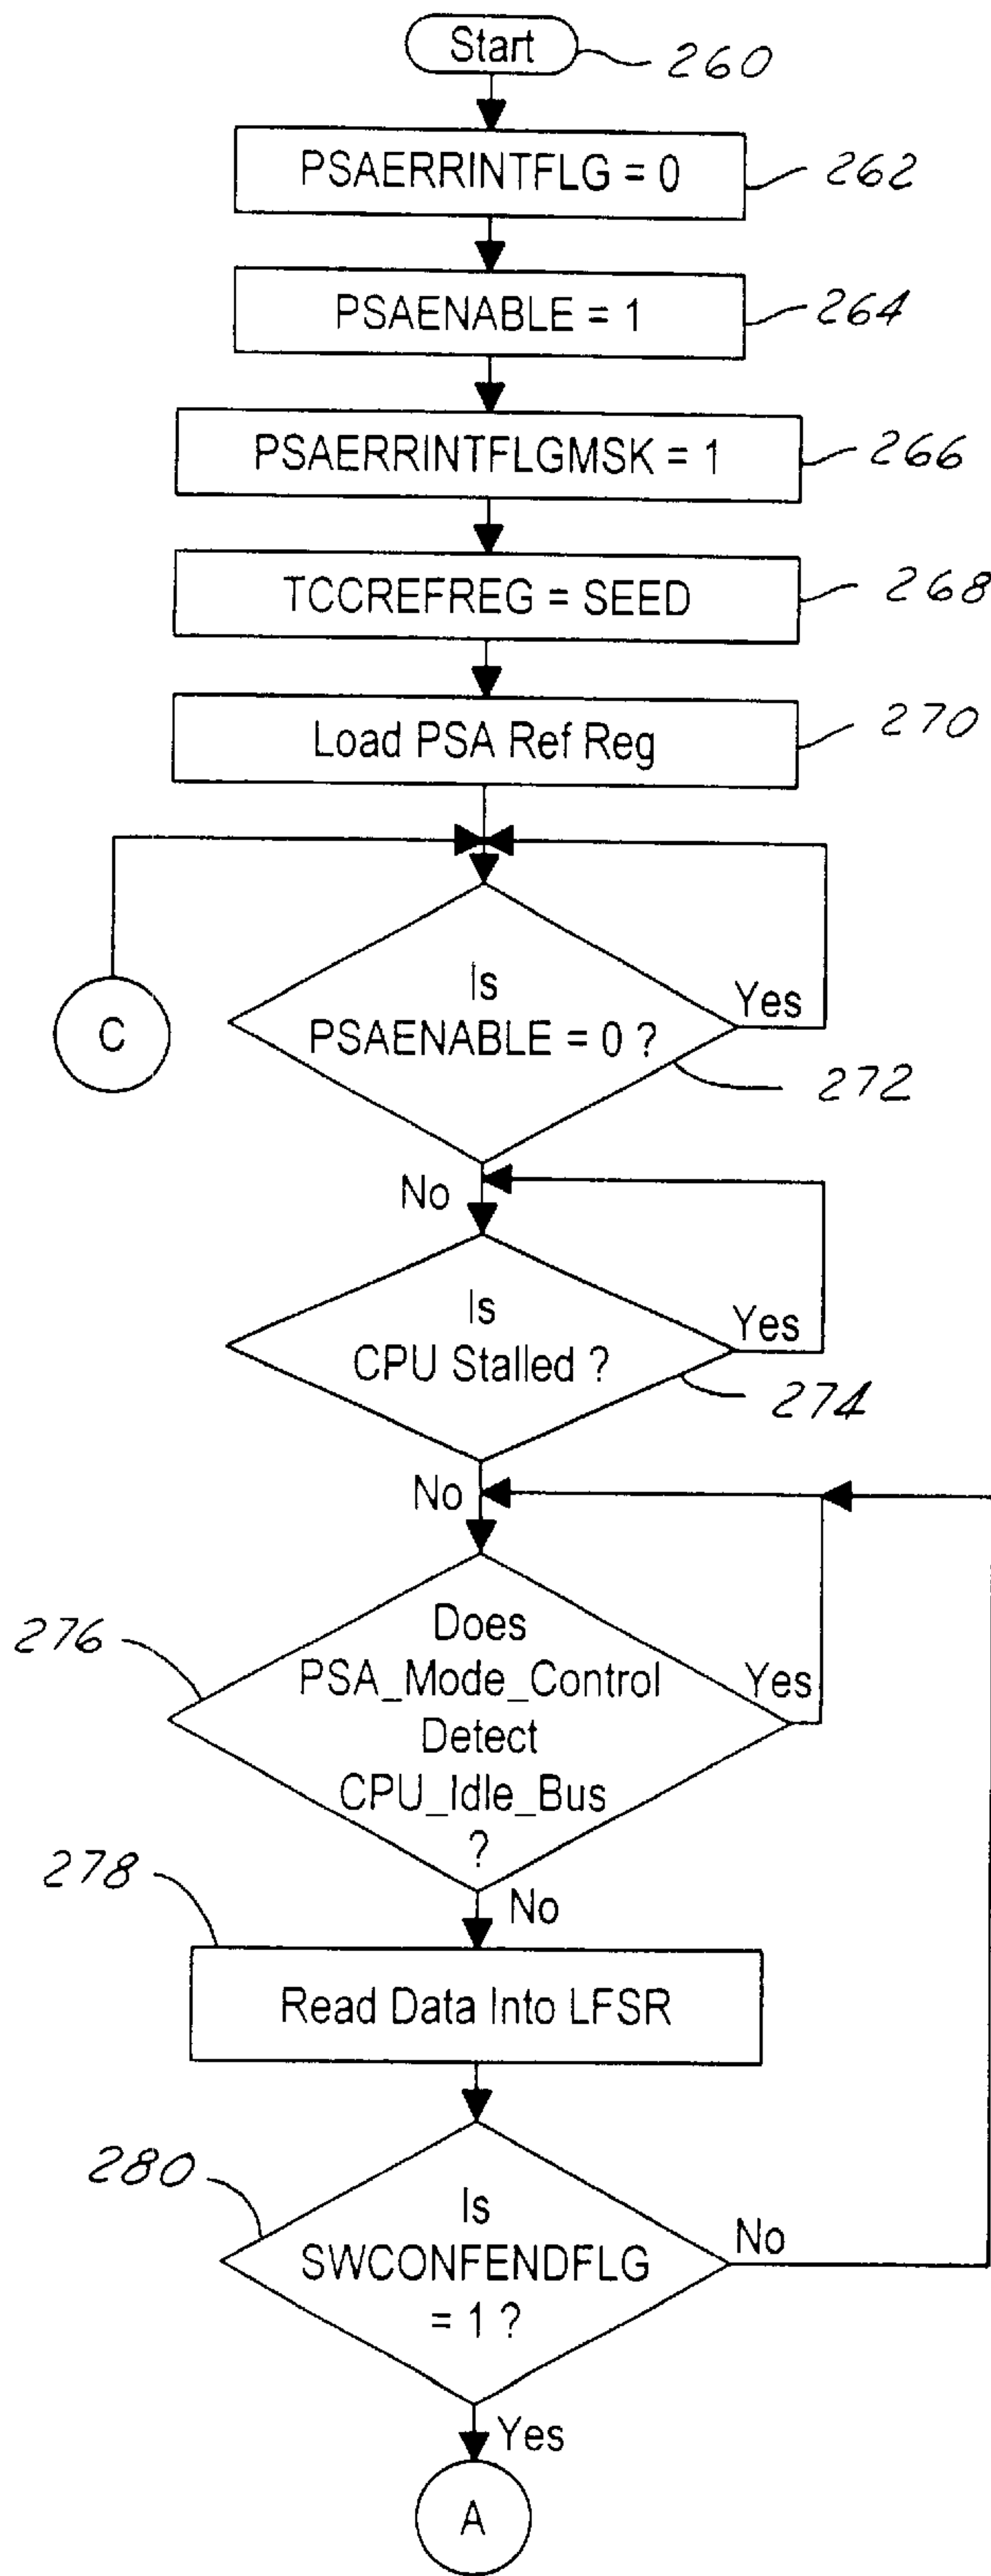 Start
260
PSAERRINTFLG = 0
262
PSAENABLE = 1
264
PSAERRINTFLGMSK = 1
266
TCCREFREG = SEED
268
Load PSA Ref Reg
270
C
Is
PSAENABLE = 0 ?
Yes
272
No
Is
CPU Stalled ?
Yes
274
No
276
Does
PSA_Mode_Control
Detect
CPU_Idle_Bus
?
Yes
278
No
Read Data Into LFSR
280
Is
SWCONFENDFLG
= 1 ?
No
Yes
A